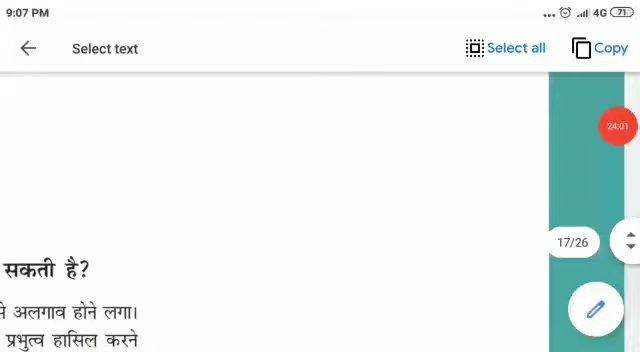 9:07 PM ... 4G 71
Select text Select all Copy
24:01
17/26
सकती है?
अलगाव होने लगा।
प्रभुत्व हासिल करने